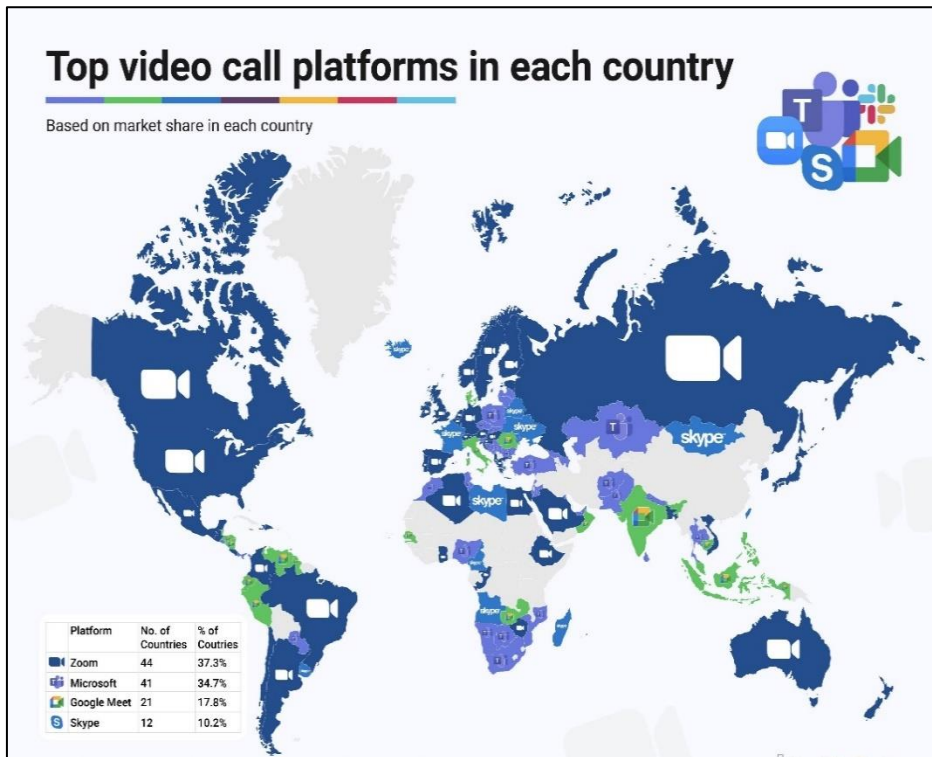 Top video call platforms in each country
Based on market share in each country
T
S
skype
skype
skype
skype
T
skype
skype
skype
Platform No. of Countries % of Coutries
Zoom 44 37.3%
Microsoft 41 34.7%
Google Meet 21 17.8%
Skype 12 10.2%